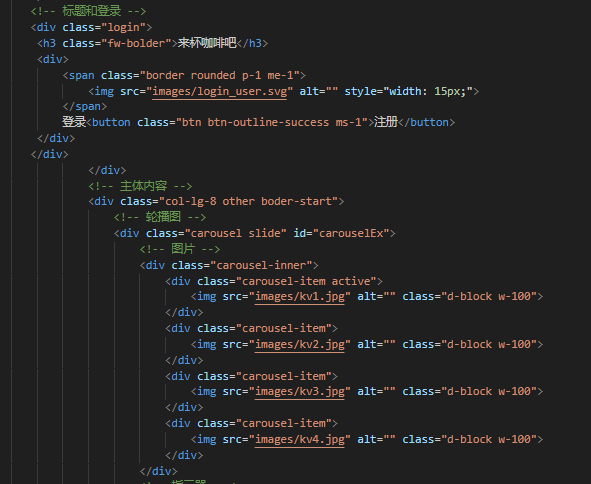 <!-- 标题和登录 -->
<div class="login">
<h3 class="fw-bolder">来杯咖啡吧</h3>
<div>
<span class="border rounded p-1 me-1">
<img src="images/login_user.svg" alt="" style="width: 15px;">
</span>
登录<button class="btn btn-outline-success ms-1">注册</button>
</div>
</div>
</div>
<!-- 主体内容 -->
<div class="col-lg-8 other boder-start">
<!-- 轮播图 -->
<div class="carousel slide" id="carouselEx">
<!-- 图片 -->
<div class="carousel-inner">
<div class="carousel-item active">
<img src="images/kv1.jpg" alt="" class="d-block w-100">
</div>
<div class="carousel-item">
<img src="images/kv2.jpg" alt="" class="d-block w-100">
</div>
<div class="carousel-item">
<img src="images/kv3.jpg" alt="" class="d-block w-100">
</div>
<div class="carousel-item">
<img src="images/kv4.jpg" alt="" class="d-block w-100">
</div>
</div>